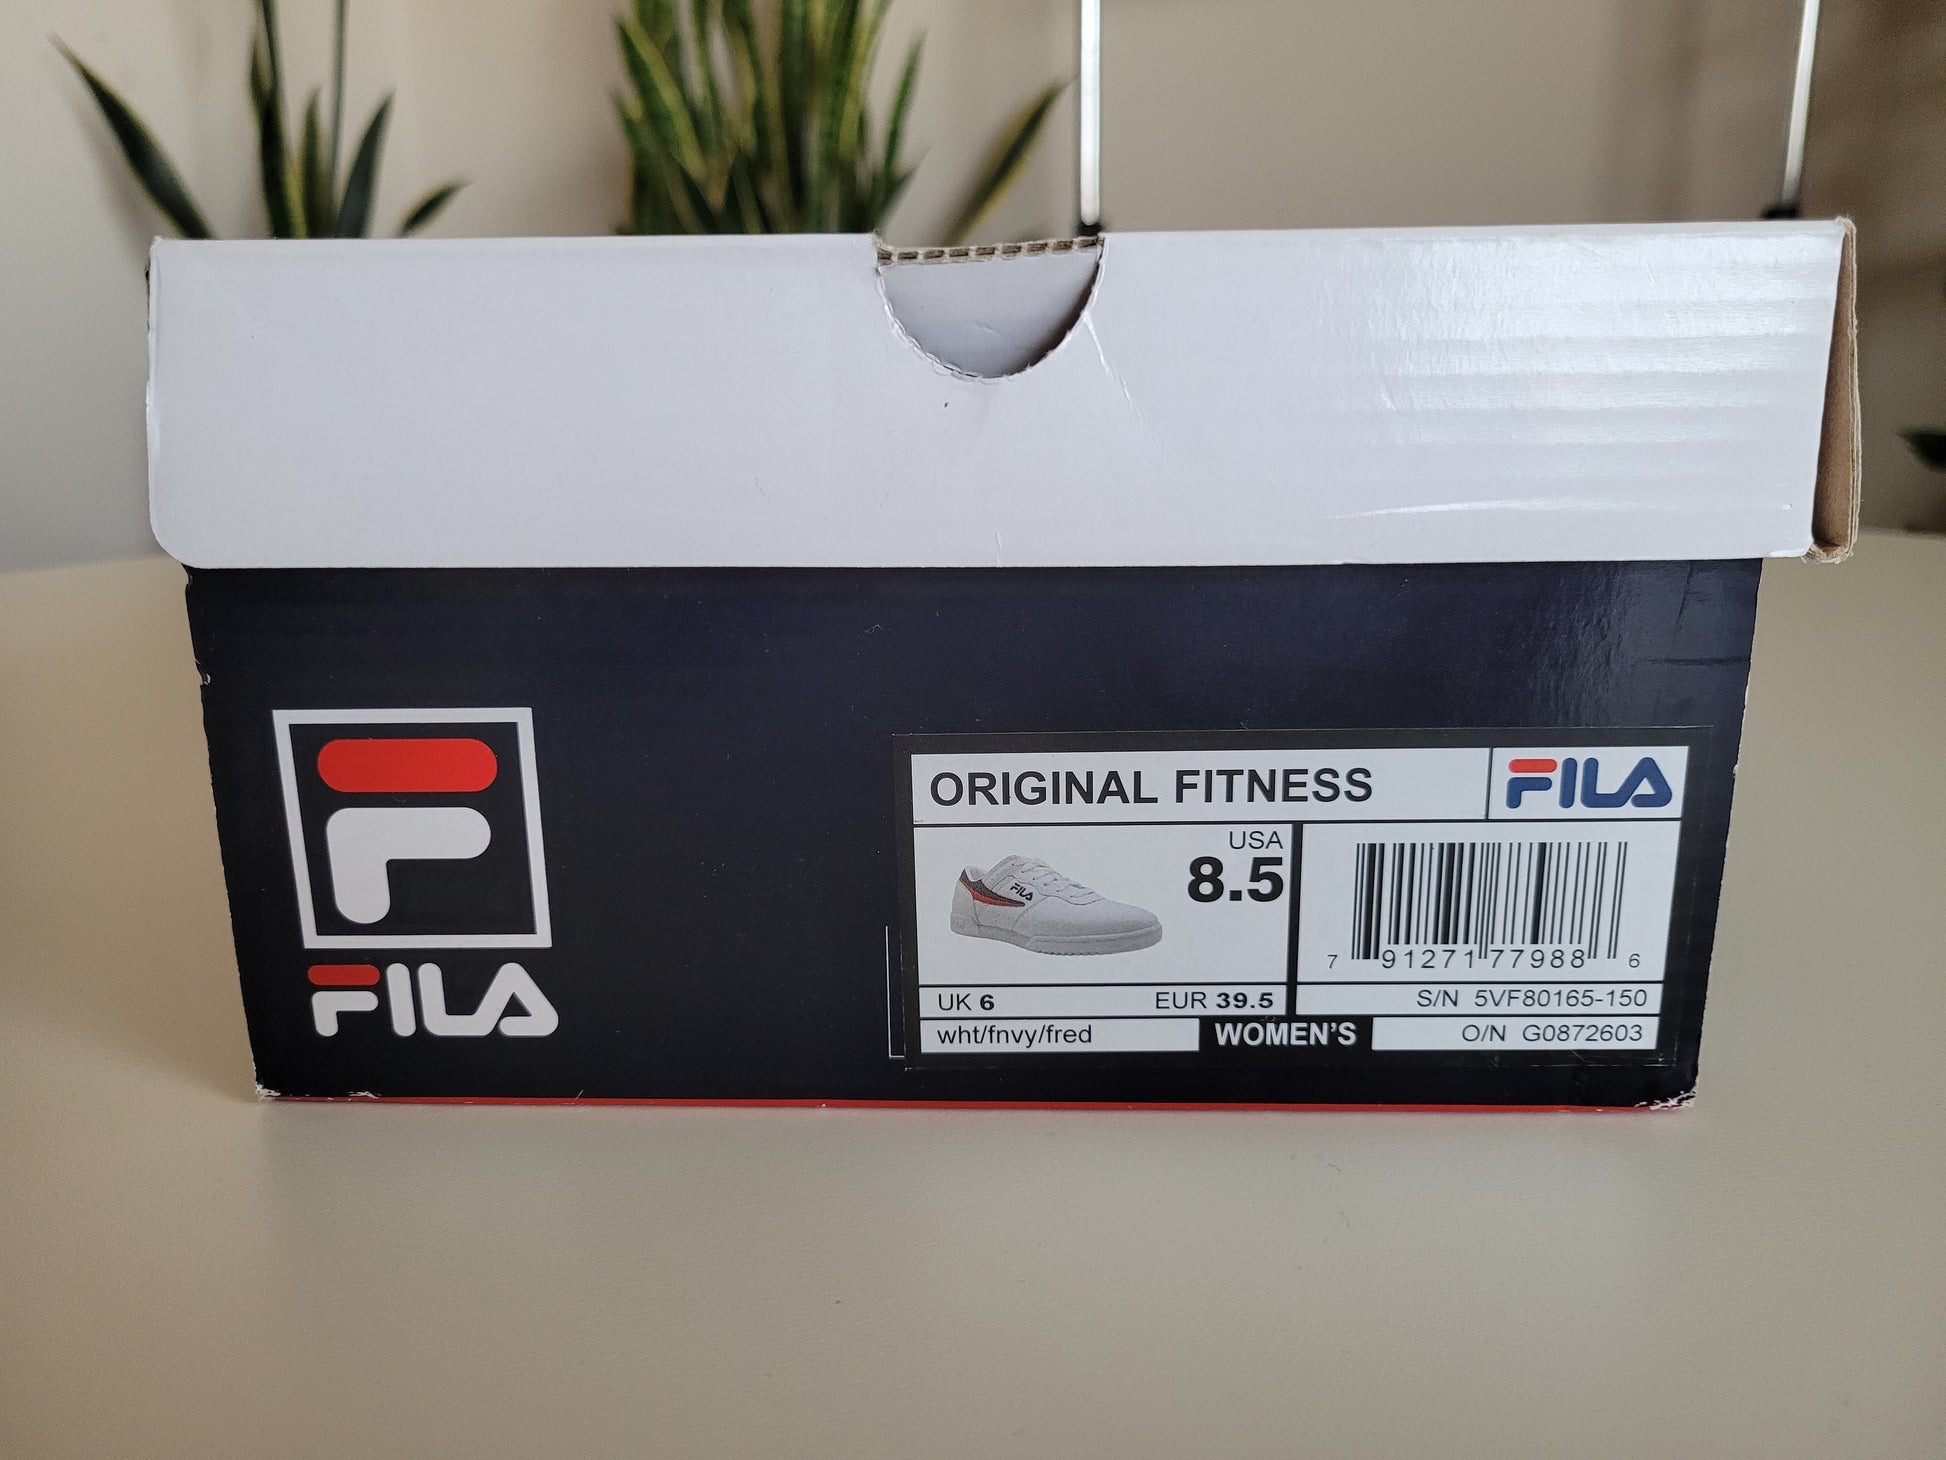 FILA
ORIGINAL FITNESS
FILA
FILA
USA
8.5
7 91271 77988 6
UK 6 EUR 39.5
S/N 5VF80165-150
wht/fnvy/fred
WOMEN'S
O/N G0872603